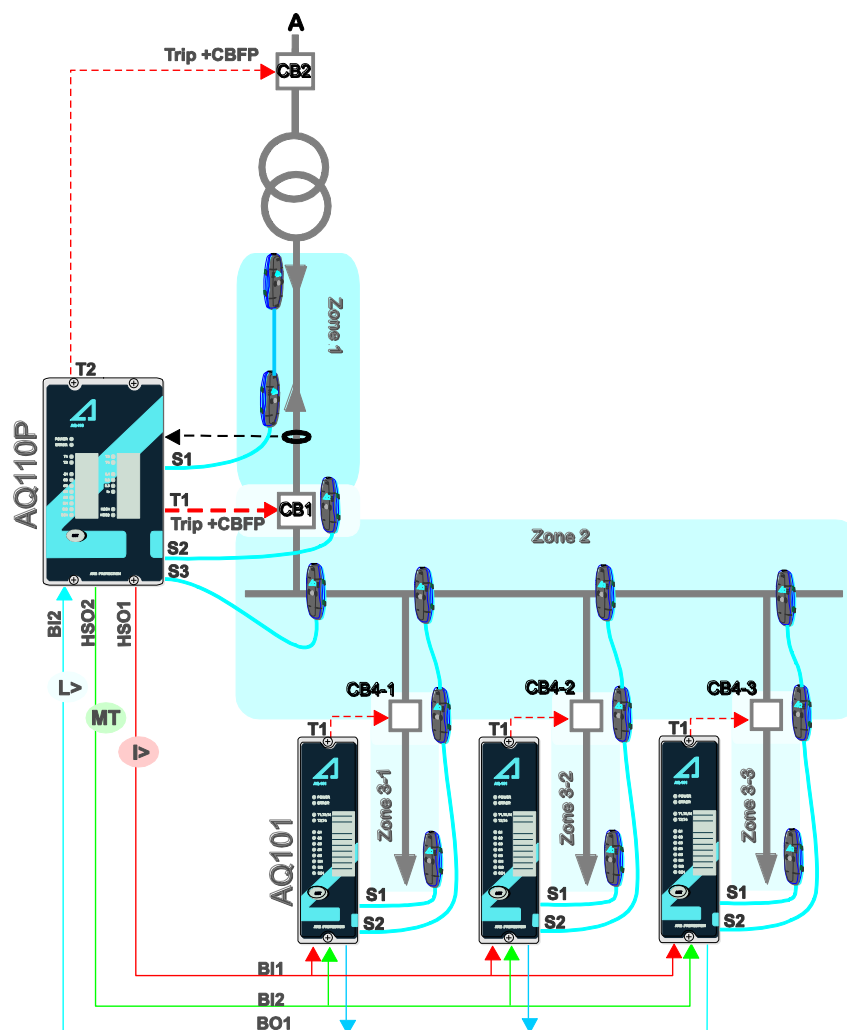 A
Trip +CBFP
CB2
Zone 1
T2
AQ110P
S1
T1
CB1
Trip +CBFP
S2
S3
Zone 2
BI2
HSO2
HSO1
L>
MT
I>
CB4-1
CB4-2
CB4-3
T1
T1
T1
Zone 3-1
Zone 3-2
Zone 3-3
AQ101
S1
S2
S1
S2
S1
S2
BI1
BI2
BO1